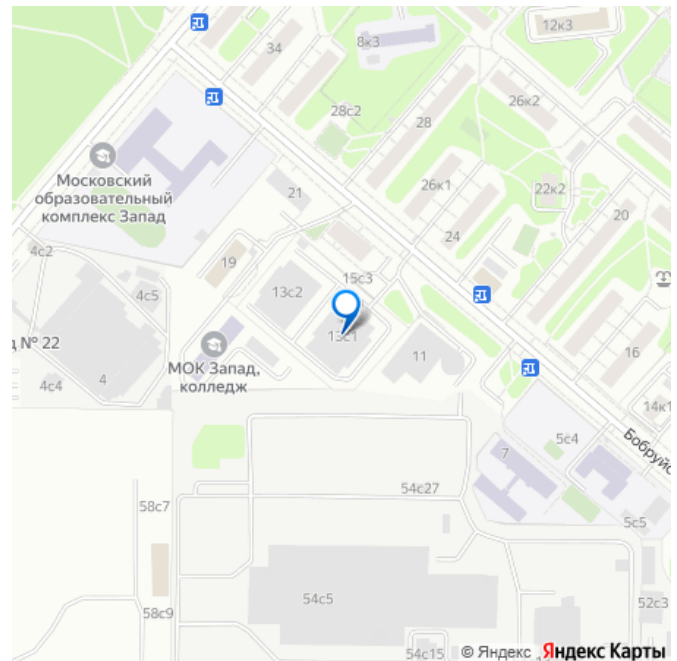 12к3
34
8к3
26к2
28с2
28
Московский
образовательный
комплекс Запад
21
26к1
22к2
20
24
4с2
19
15с3
4с5
13с2
13с1
д № 22
11
16
МОК Запад,
колледж
4
4с4
14к1
5с4
Бобруйс
7
54с27
58с7
5с5
54с5
52с3
58с9
54с15
© Яндекс Яндекс Карты